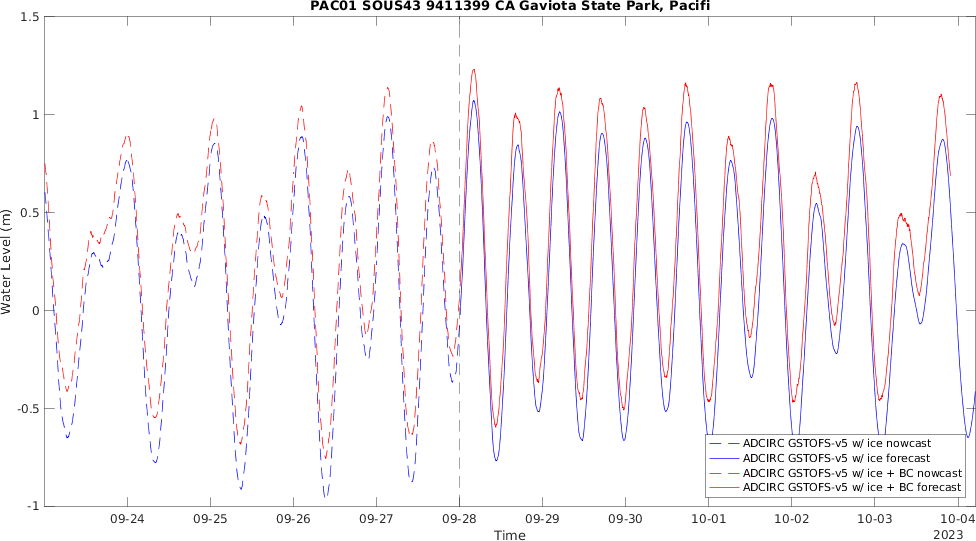 PAC01 SOUS43 9411399 CA Gaviota State Park, Pacifi
1.5
1
0.5
0
-0.5
-1
Water Level (m)
09-24 09-25 09-26 09-27 09-28 09-29 09-30 10-01 10-02 10-03 10-04
2023
Time
ADCIRC GSTOFS-v5 w/ ice nowcast
ADCIRC GSTOFS-v5 w/ ice forecast
ADCIRC GSTOFS-v5 w/ ice + BC nowcast
ADCIRC GSTOFS-v5 w/ ice + BC forecast